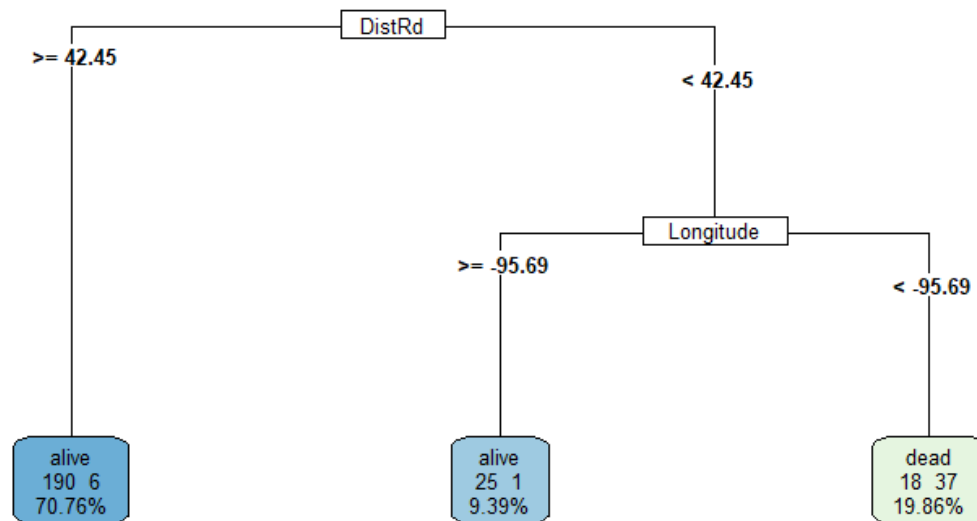 DistRd
>= 42.45
< 42.45
Longitude
>= -95.69
< -95.69
alive
190 6
70.76%
alive
25 1
9.39%
dead
18 37
19.86%